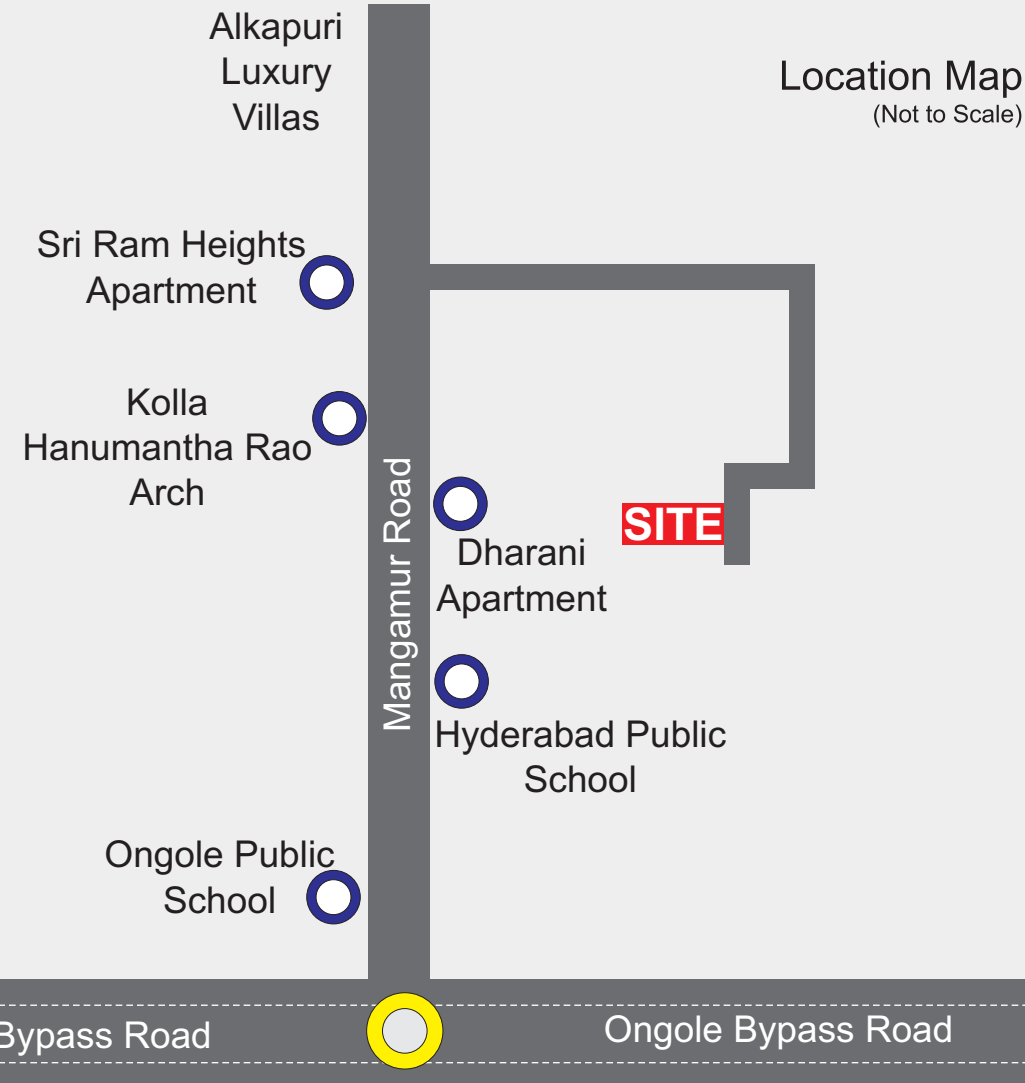 Alkapuri
Luxury
Villas
Location Map
(Not to Scale)
Sri Ram Heights
Apartment
Kolla
Hanumantha Rao
Arch
Mangamur Road
SITE
Dharani
Apartment
Hyderabad Public
School
Ongole Public
School
Bypass Road
Ongole Bypass Road